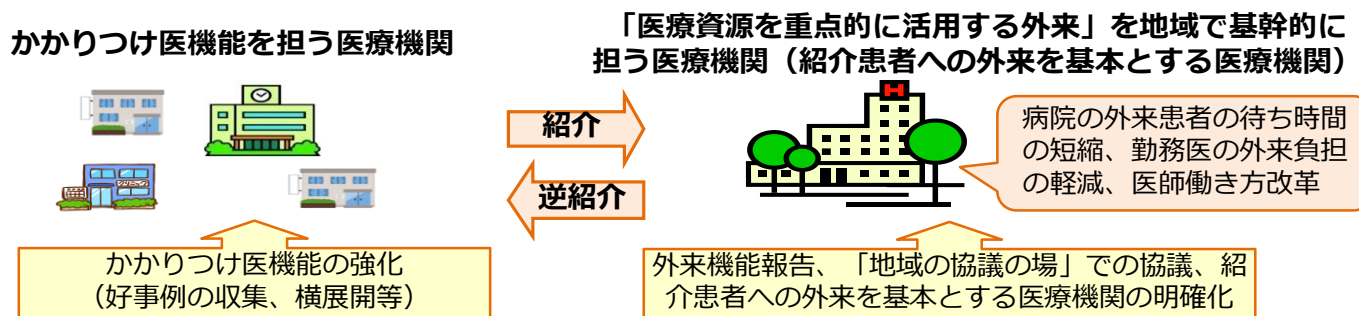 かかりつけ医機能を担う医療機関
「医療資源を重点的に活用する外来」を地域で基幹的に
担う医療機関（紹介患者への外来を基本とする医療機関）
クリニック
紹介
逆紹介
H
病院の外来患者の待ち時間
の短縮、勤務医の外来負担
の軽減、医師働き方改革
かかりつけ医機能の強化
（好事例の収集、横展開等）
外来機能報告、「地域の協議の場」での協議、紹
介患者への外来を基本とする医療機関の明確化